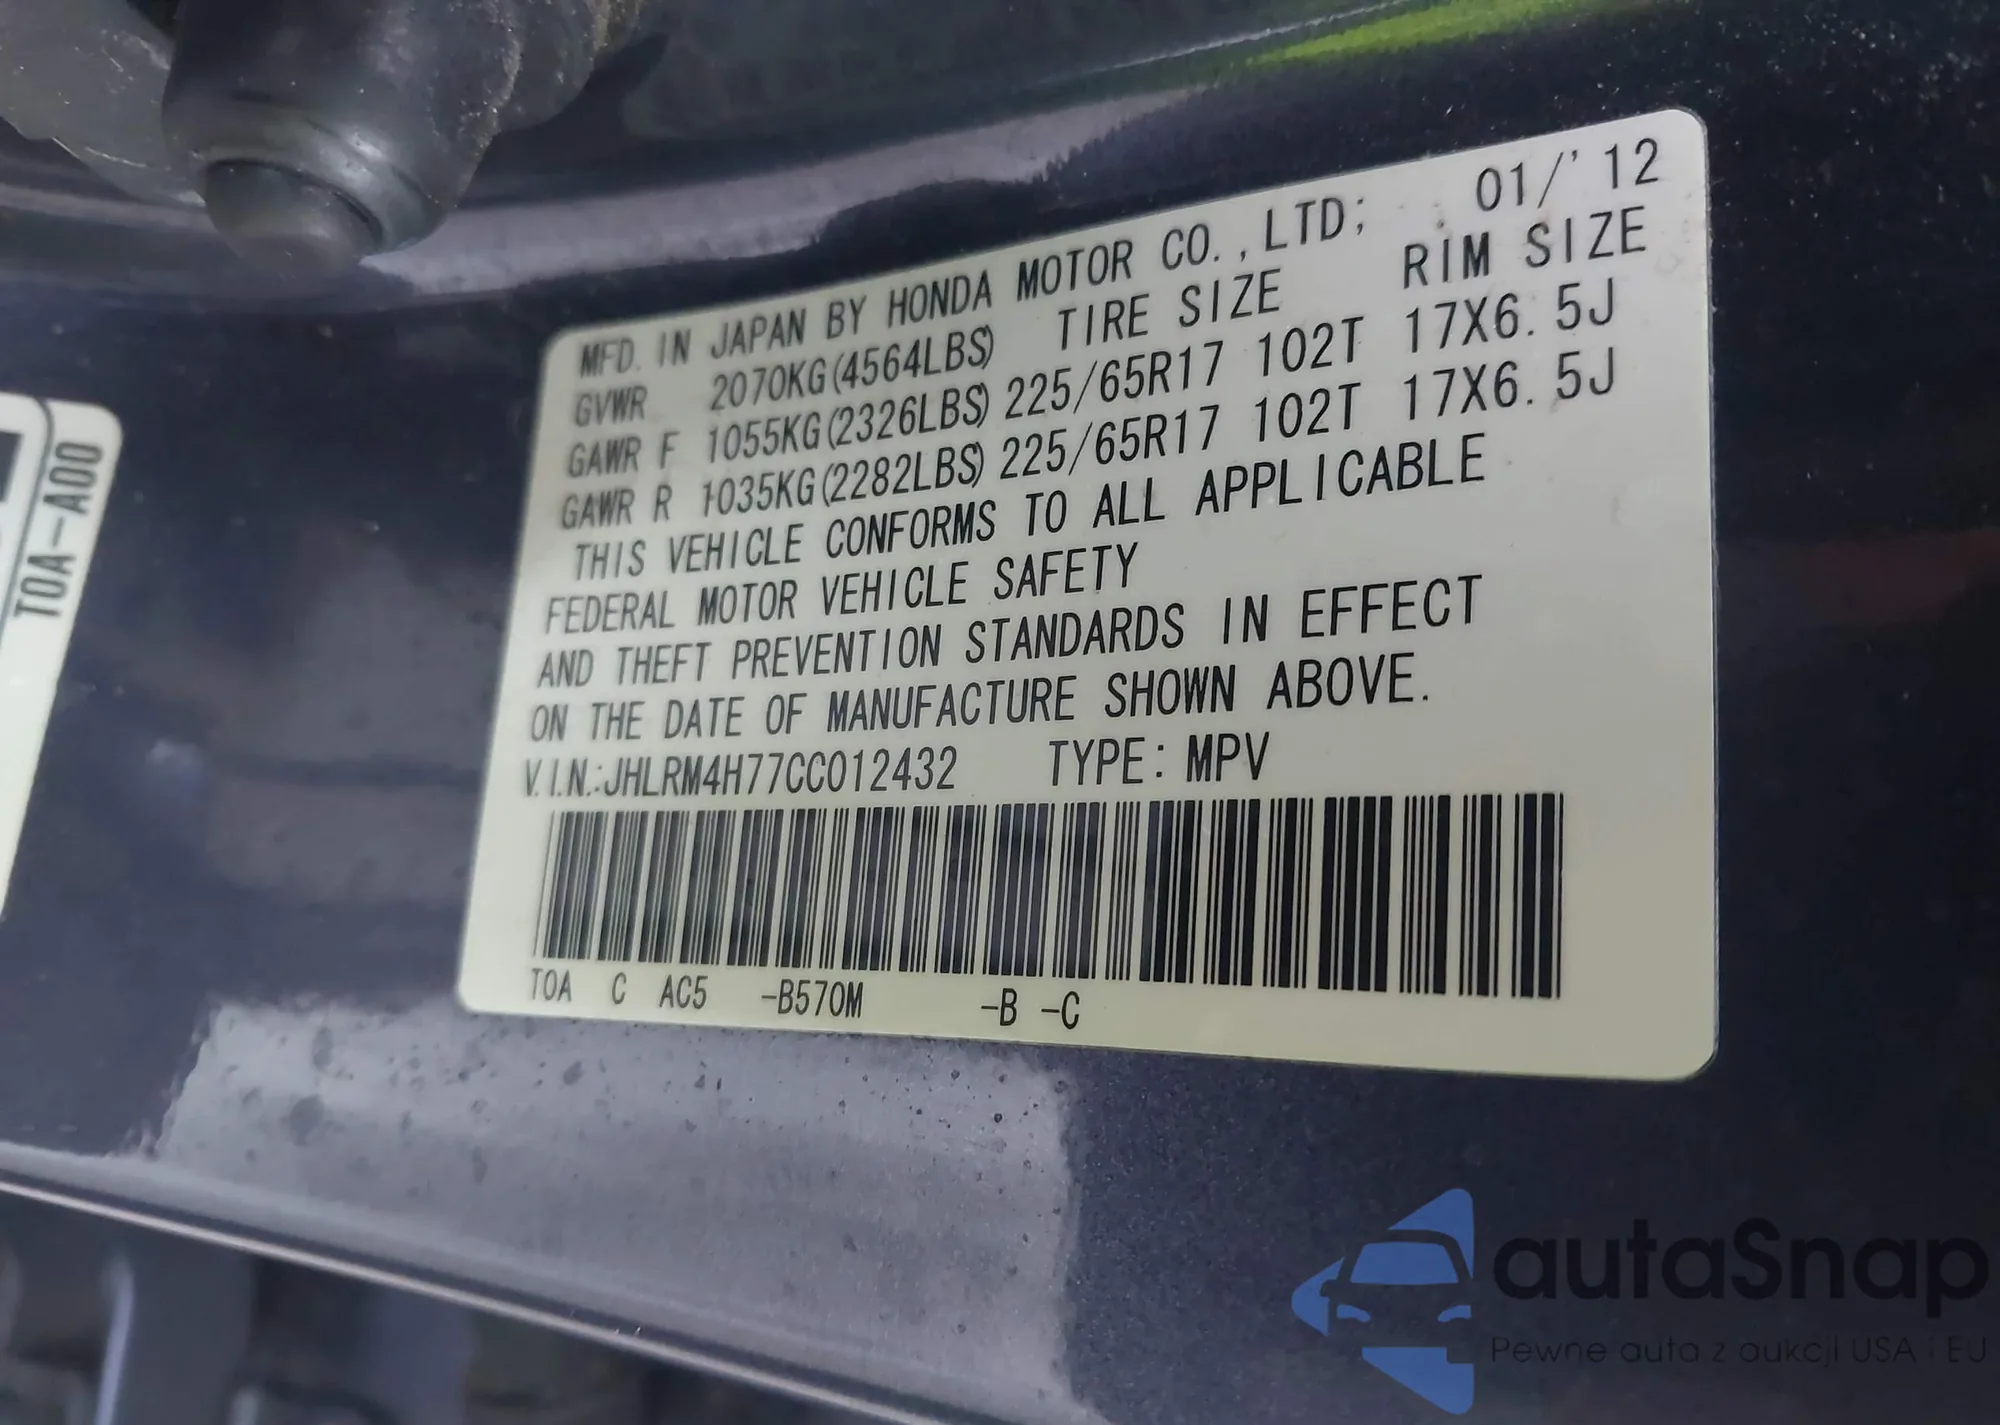 MFD. IN JAPAN BY HONDA MOTOR CO., LTD; 01/'12
GVWR 2070KG(4564LBS) TIRE SIZE RIM SIZE
GAWR F 1055KG(2326LBS) 225/65R17 102T 17X6.5J
GAWR R 1035KG(2282LBS) 225/65R17 102T 17X6.5J
THIS VEHICLE CONFORMS TO ALL APPLICABLE
FEDERAL MOTOR VEHICLE SAFETY
AND THEFT PREVENTION STANDARDS IN EFFECT
ON THE DATE OF MANUFACTURE SHOWN ABOVE.
V.I.N.:JHLRM4H77CC012432 TYPE: MPV
T0A C AC5 -B570M -B -C
T0A-A00
autaSnap
Pewne auta z aukcji USA i EU